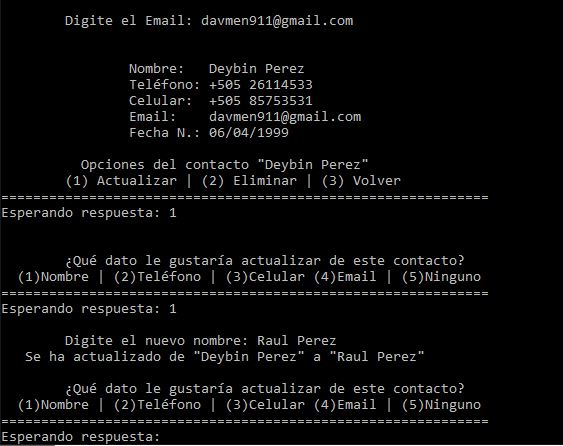 Digite el Email: davmen911@gmail.com
Nombre: Deybin Perez
Teléfono: +505 26114533
Celular: +505 85753531
Email: davmen911@gmail.com
Fecha N.: 06/04/1999
Opciones del contacto "Deybin Perez"
(1) Actualizar | (2) Eliminar | (3) Volver
=============================================================
Esperando respuesta: 1
¿Qué dato le gustaría actualizar de este contacto?
(1)Nombre | (2)Teléfono | (3)Celular (4)Email | (5)Ninguno
=============================================================
Esperando respuesta: 1
Digite el nuevo nombre: Raul Perez
Se ha actualizado de "Deybin Perez" a "Raul Perez"
¿Qué dato le gustaría actualizar de este contacto?
(1)Nombre | (2)Teléfono | (3)Celular (4)Email | (5)Ninguno
=============================================================
Esperando respuesta: